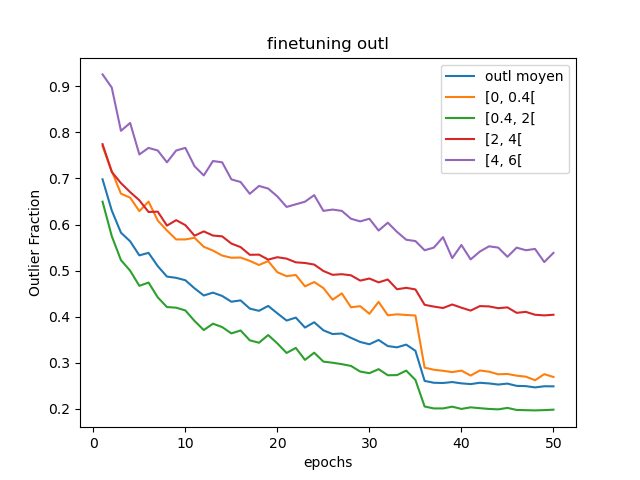 finetuning outl
outl moyen
[0, 0.4[
[0.4, 2[
[2, 4[
[4, 6[
Outlier Fraction
0.9
0.8
0.7
0.6
0.5
0.4
0.3
0.2
0 10 20 30 40 50
epochs